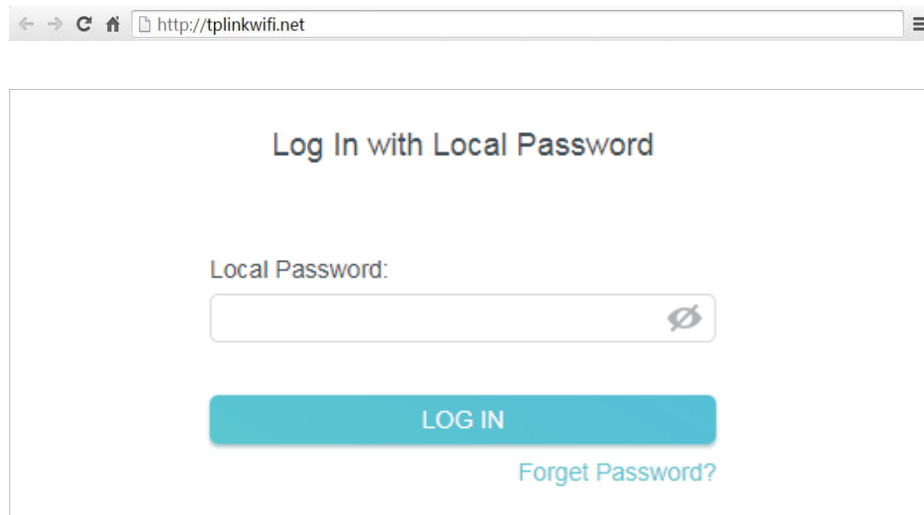 http://tplinkwifi.net
Log In with Local Password
Local Password:
LOG IN
Forget Password?